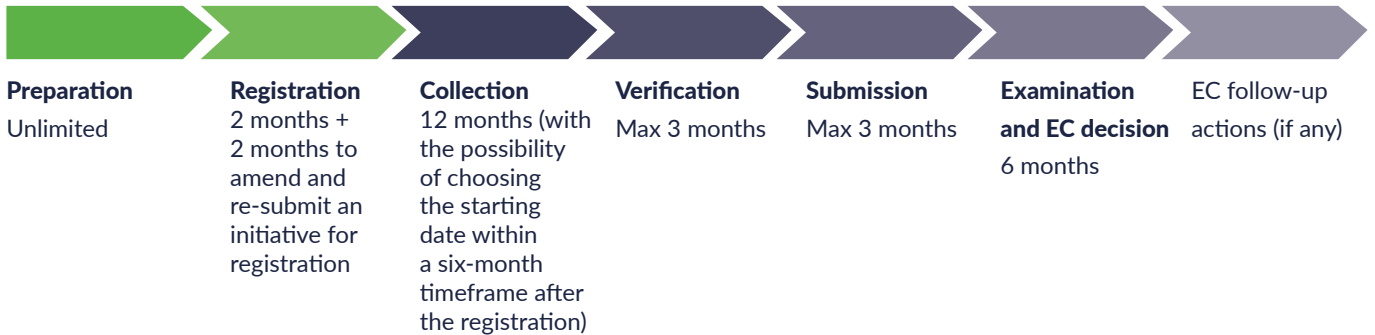 Preparation
Unlimited
Registration
2 months +
2 months to
amend and
re-submit an
initiative for
registration
Collection
12 months (with
the possibility
of choosing
the starting
date within
a six-month
timeframe after
the registration)
Verification
Max 3 months
Submission
Max 3 months
Examination
and EC decision
6 months
EC follow-up
actions (if any)